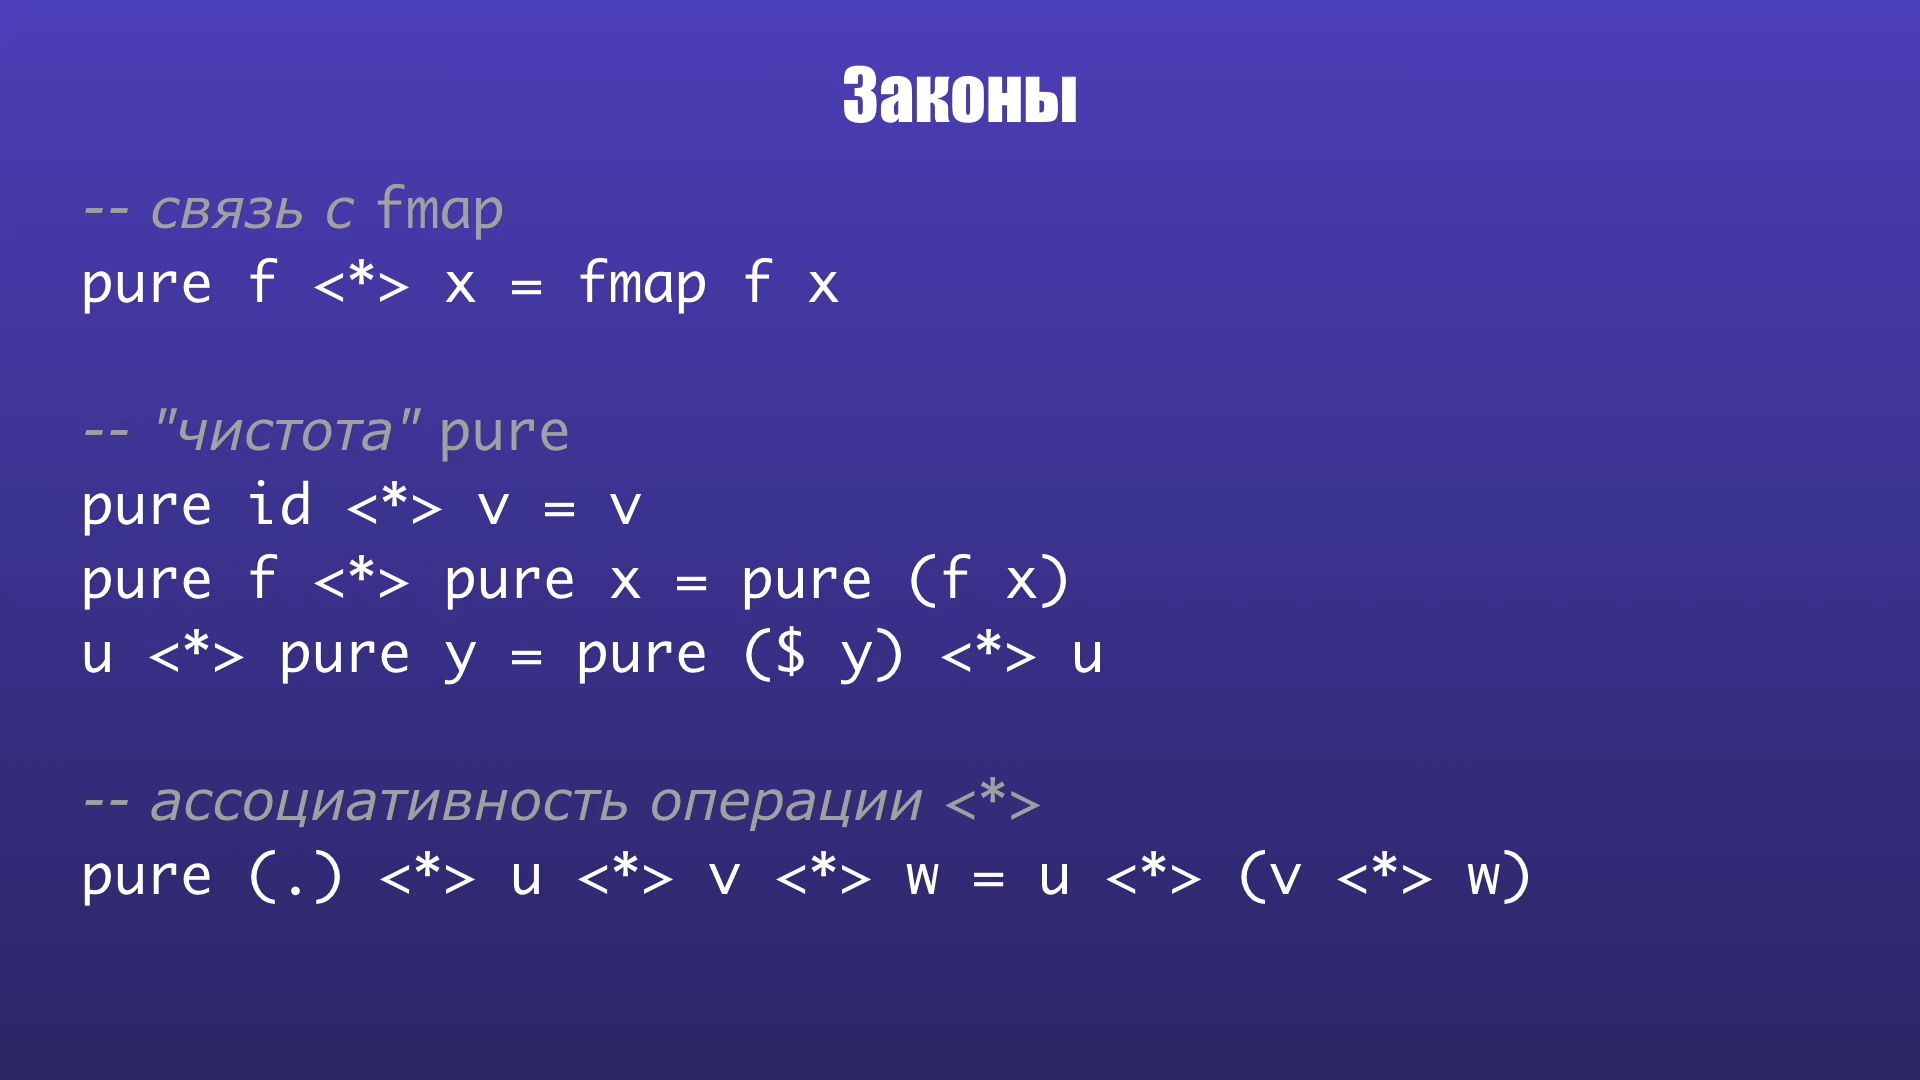 Законы
-- связь с fmap
pure f <*> x = fmap f x
-- "чистота" pure
pure id <*> v = v
pure f <*> pure x = pure (f x)
u <*> pure y = pure ($ y) <*> u
-- ассоциативность операции <*>
pure (.) <*> u <*> v <*> w = u <*> (v <*> w)